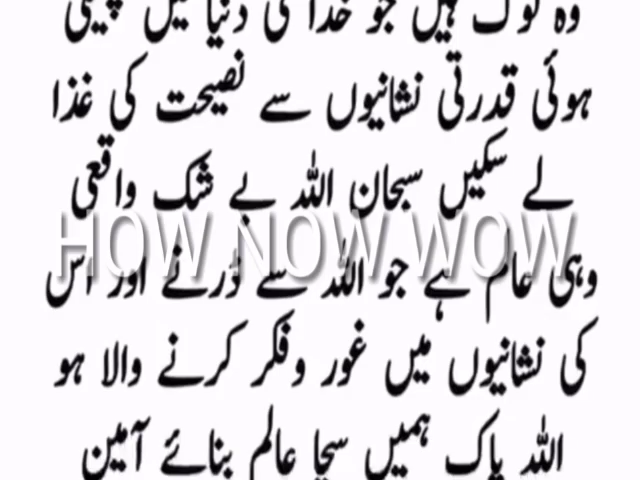 وہ لوگ ہیں جو خدا کی دنیا میں پھیلی
ہوئی قدرتی نشانیوں سے نصیحت کی غذا
لے سکیں سبحان اللہ بے شک واقعی
HOW NOW WOW
وہی عالم ہے جو اللہ سے ڈرنے اور اس
کی نشانیوں میں غور وفکر کرنے والا ہو
اللہ پاک ہمیں سچا عالم بنائے آمین